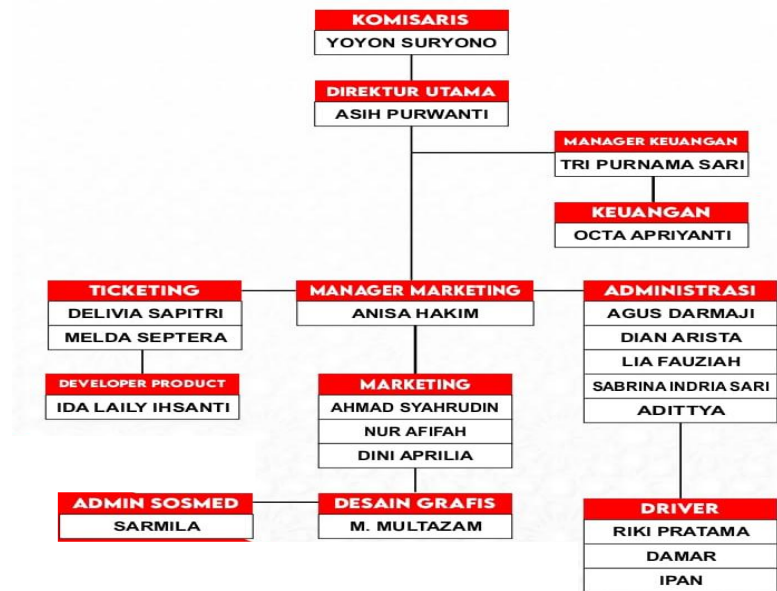 KOMISARIS
YOYON SURYONO
DIREKTUR UTAMA
ASIH PURWANTI
MANAGER KEUANGAN
TRI PURNAMA SARI
KEUANGAN
OCTA APRIYANTI
TICKETING
DELIVIA SAPITRI
MELDA SEPTERA
DEVELOPER PRODUCT
IDA LAILY IHSANTI
MANAGER MARKETING
ANISA HAKIM
MARKETING
AHMAD SYAHRUDIN
NUR AFIFAH
DINI APRILIA
ADMIN SOSMED
SARMILA
DESAIN GRAFIS
M. MULTAZAM
ADMINISTRASI
AGUS DARMAJI
DIAN ARISTA
LIA FAUZIAH
SABRINA INDRIA SARI
ADITTYA
DRIVER
RIKI PRATAMA
DAMAR
IPAN